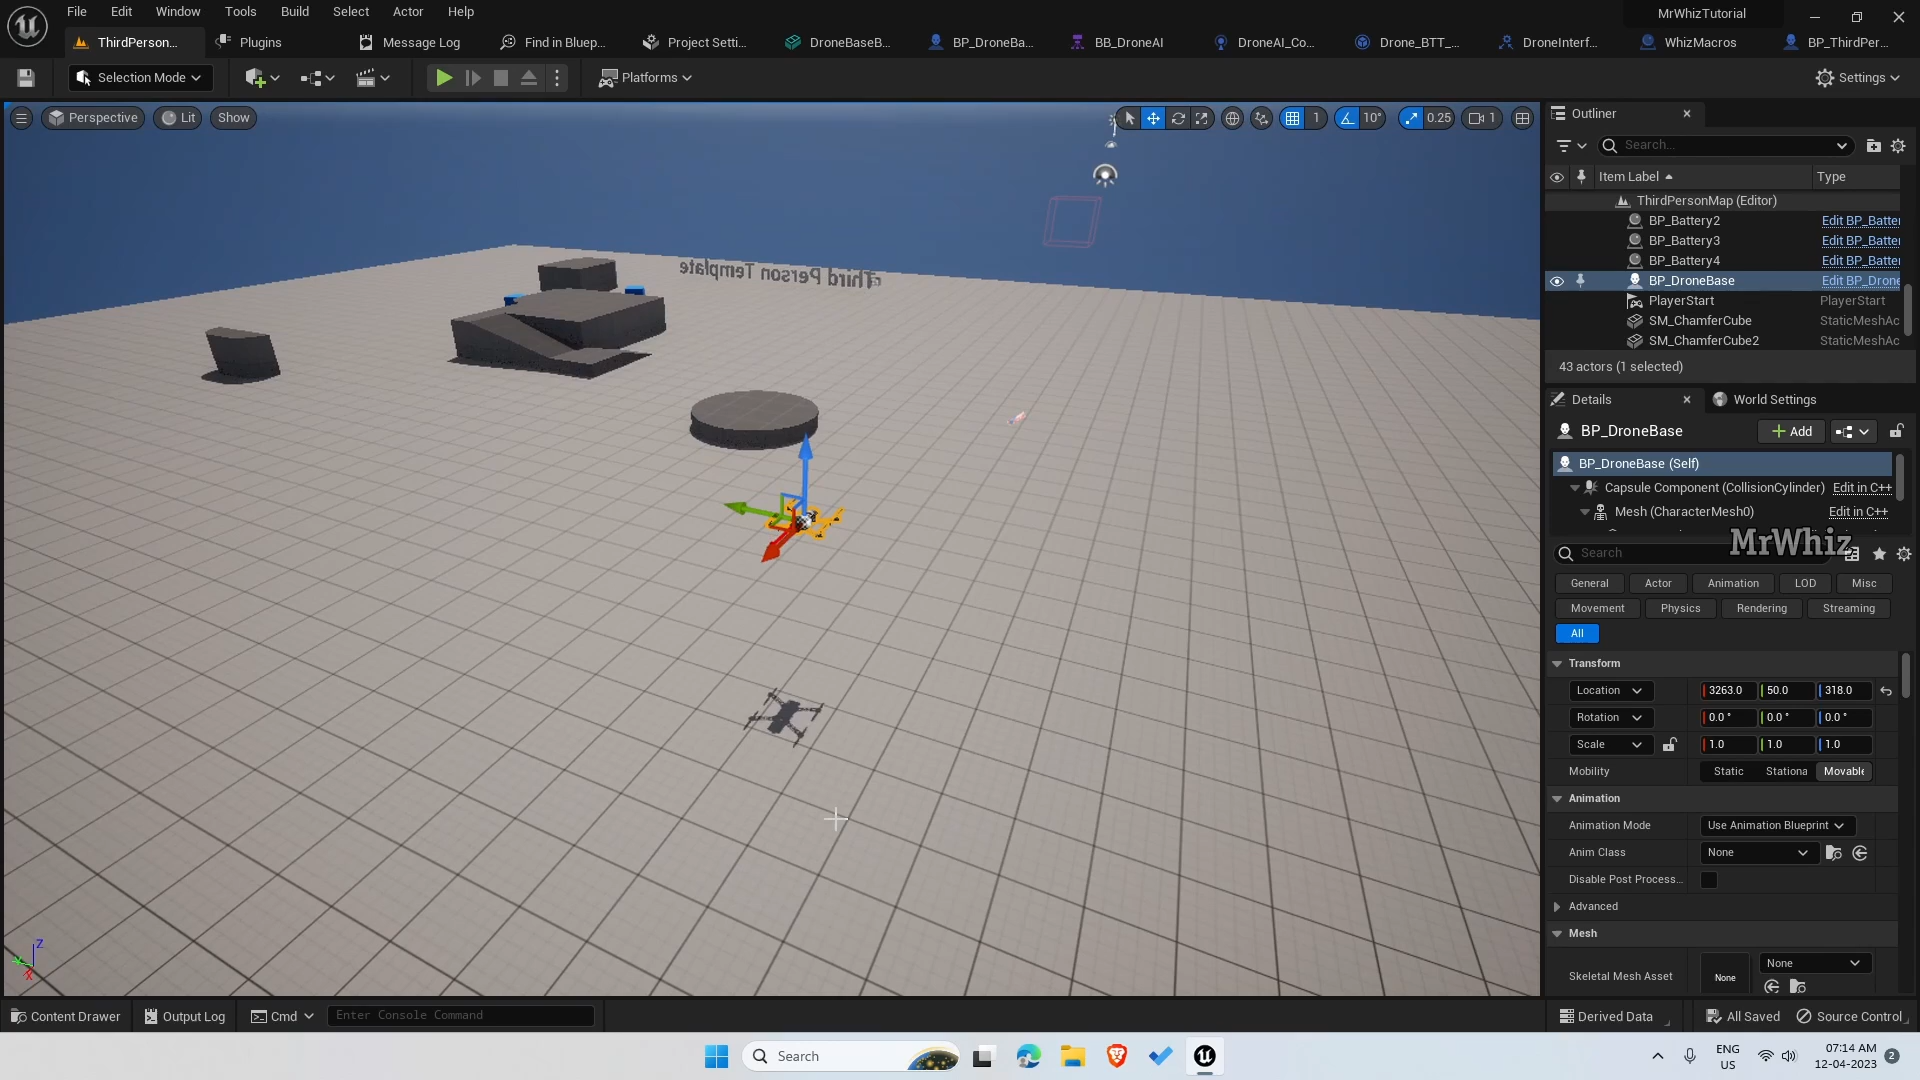 File Edit Window Tools Build Select Actor Help
MrWhizTutorial
ThirdPerson...
Plugins
Message Log
Find in Bluep...
Project Setti...
DroneBaseB...
BP_DroneBa...
BB_DroneAI
DroneAI_Co...
Drone_BTT_...
DroneInterf...
WhizMacros
BP_ThirdPer...
Selection Mode
Platforms
Settings
Perspective
Lit
Show
1
10°
0.25
1
Third Person Template
Outliner
Search...
Item Label
Type
ThirdPersonMap (Editor)
BP_Battery2 Edit BP_Batter
BP_Battery3 Edit BP_Batter
BP_Battery4 Edit BP_Batter
BP_DroneBase Edit BP_Drone
PlayerStart PlayerStart
SM_ChamferCube StaticMeshAc
SM_ChamferCube2 StaticMeshAc
43 actors (1 selected)
Details
World Settings
BP_DroneBase
Add
BP_DroneBase (Self)
Capsule Component (CollisionCylinder) Edit in C++
Mesh (CharacterMesh0) Edit in C++
MrWhiz
Search
General Actor Animation LOD Misc
Movement Physics Rendering Streaming
All
Transform
Location 3263.0 50.0 318.0
Rotation 0.0° 0.0° 0.0°
Scale 1.0 1.0 1.0
Mobility Static Stationa Movable
Animation
Animation Mode Use Animation Blueprint
Anim Class None
Disable Post Process...
Advanced
Mesh
Skeletal Mesh Asset None None
Z
X
Content Drawer
Output Log
Cmd
Enter Console Command
Derived Data
All Saved
Source Control
Search
ENG
US
07:14 AM
12-04-2023
2